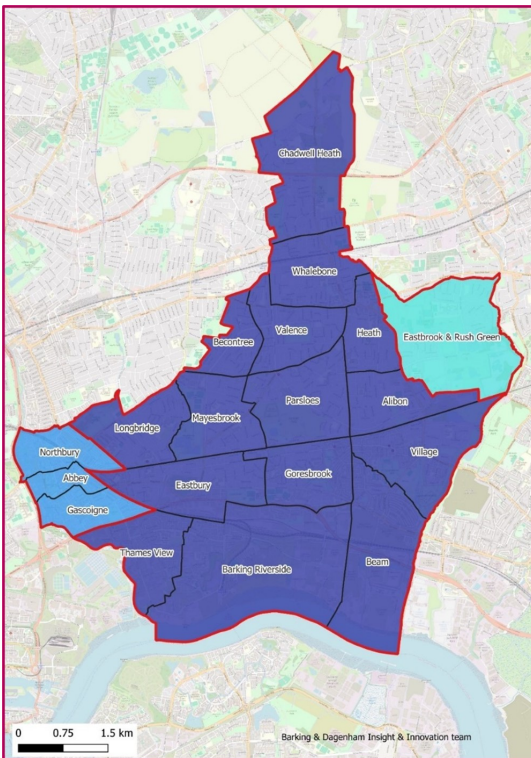 Chadwell Heath
Whalebone
Becontree
Valence
Heath
Eastbrook & Rush Green
Longbridge
Mayesbrook
Parsloes
Alibon
Northbury
Abbey
Gascoigne
Eastbury
Goresbrook
Village
Thames View
Barking Riverside
Beam
0 0.75 1.5 km
Barking & Dagenham Insight & Innovation team